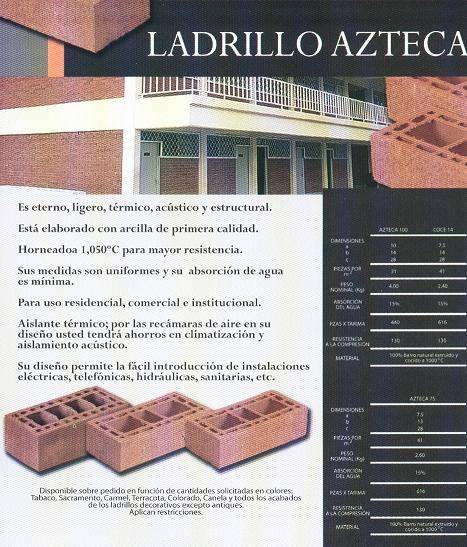 LADRILLO AZTECA
Es eterno, ligero, térmico, acústico y estructural.
Está elaborado con arcilla de primera calidad.
Horneadoa 1,050ºC para mayor resistencia.
Sus medidas son uniformes y su absorción de agua
es mínima.
Para uso residencial, comercial e institucional.
Aislante térmico; por las recámaras de aire en su
diseño usted tendrá ahorros en climatización y
aislamiento acústico.
Su diseño permite la fácil introducción de instalaciones
eléctricas, telefónicas, hidráulicas, sanitarias, etc.
Disponible sobre pedido en función de cantidades solicitadas en colores:
Tabaco, Sacramento, Carmel, Terracota, Colorado, Canela y todos los acabados
de los ladrillos decorativos excepto antiques.
Aplican restricciones.
AZTECA 100 COCE 14
DIMENSIONES
a 10 7.5
b 14 14
c 28 28
PIEZAS POR
m² 31 41
PESO
NOMINAL (Kg) 4.00 2.40
ABSORCIÓN
DEL AGUA 15% 15%
PZAS X TARIMA 440 616
RESISTENCIA
A LA COMPRESIÓN 130 130
MATERIAL 100% Barro natural extruido y
cocido a 1000°C
AZTECA 75
DIMENSIONES
a 7.5
b 13
c 28
PIEZAS POR
m² 41
PESO
NOMINAL (Kg) 2.60
ABSORCIÓN
DEL AGUA 15%
PZAS X TARIMA 616
RESISTENCIA
A LA COMPRESIÓN 130
MATERIAL 100% Barro natural extruido y
cocido a 1000°C